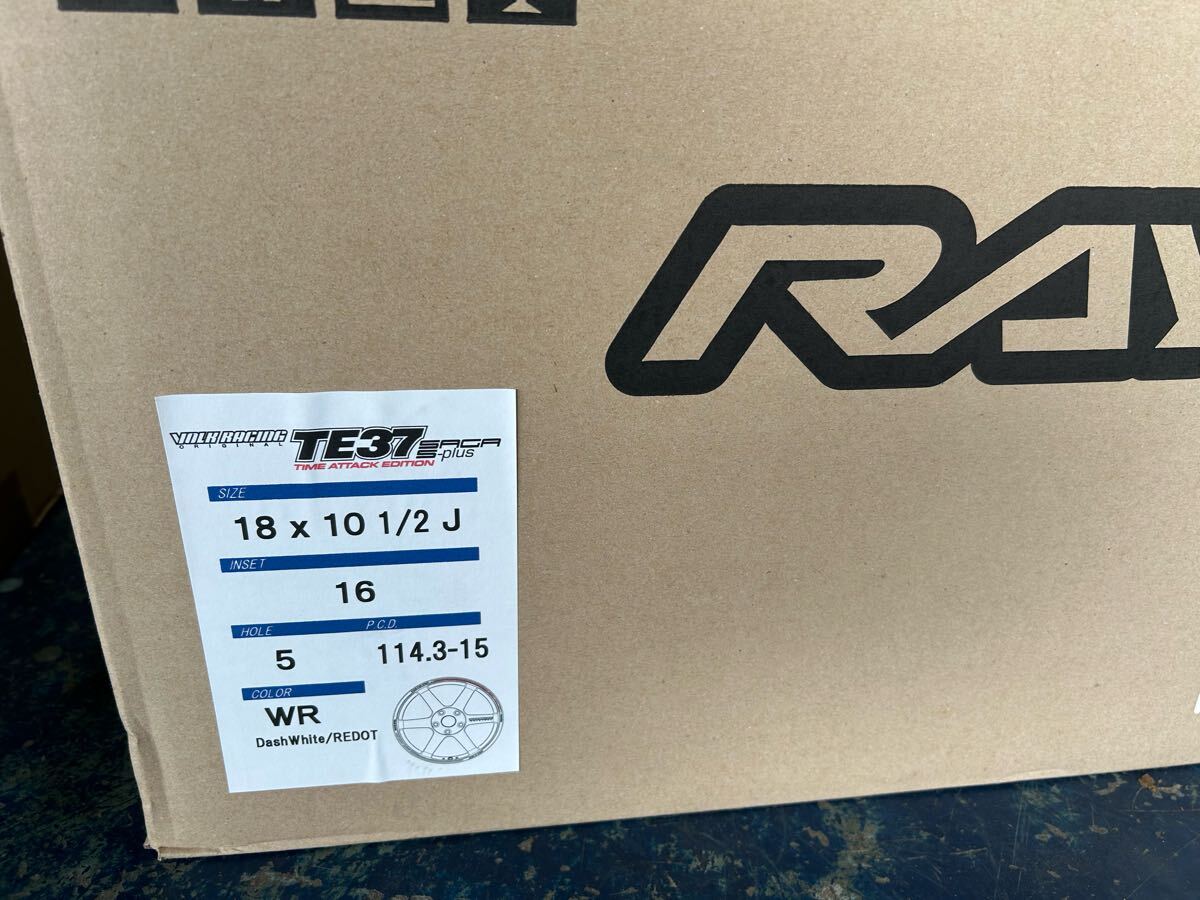 RAY
VOLK RACING
ORIGINAL
TE37 SAGA
S-plus
TIME ATTACK EDITION
SIZE
18 x 10 1/2 J
INSET
16
HOLE P.C.D.
5 114.3-15
COLOR
WR
DashWhite/REDOT